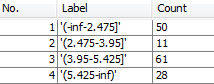 No. Label Count
1 '(-inf-2.475]' 50
2 '(2.475-3.95]' 11
3 '(3.95-5.425]' 61
4 '(5.425-inf)' 28